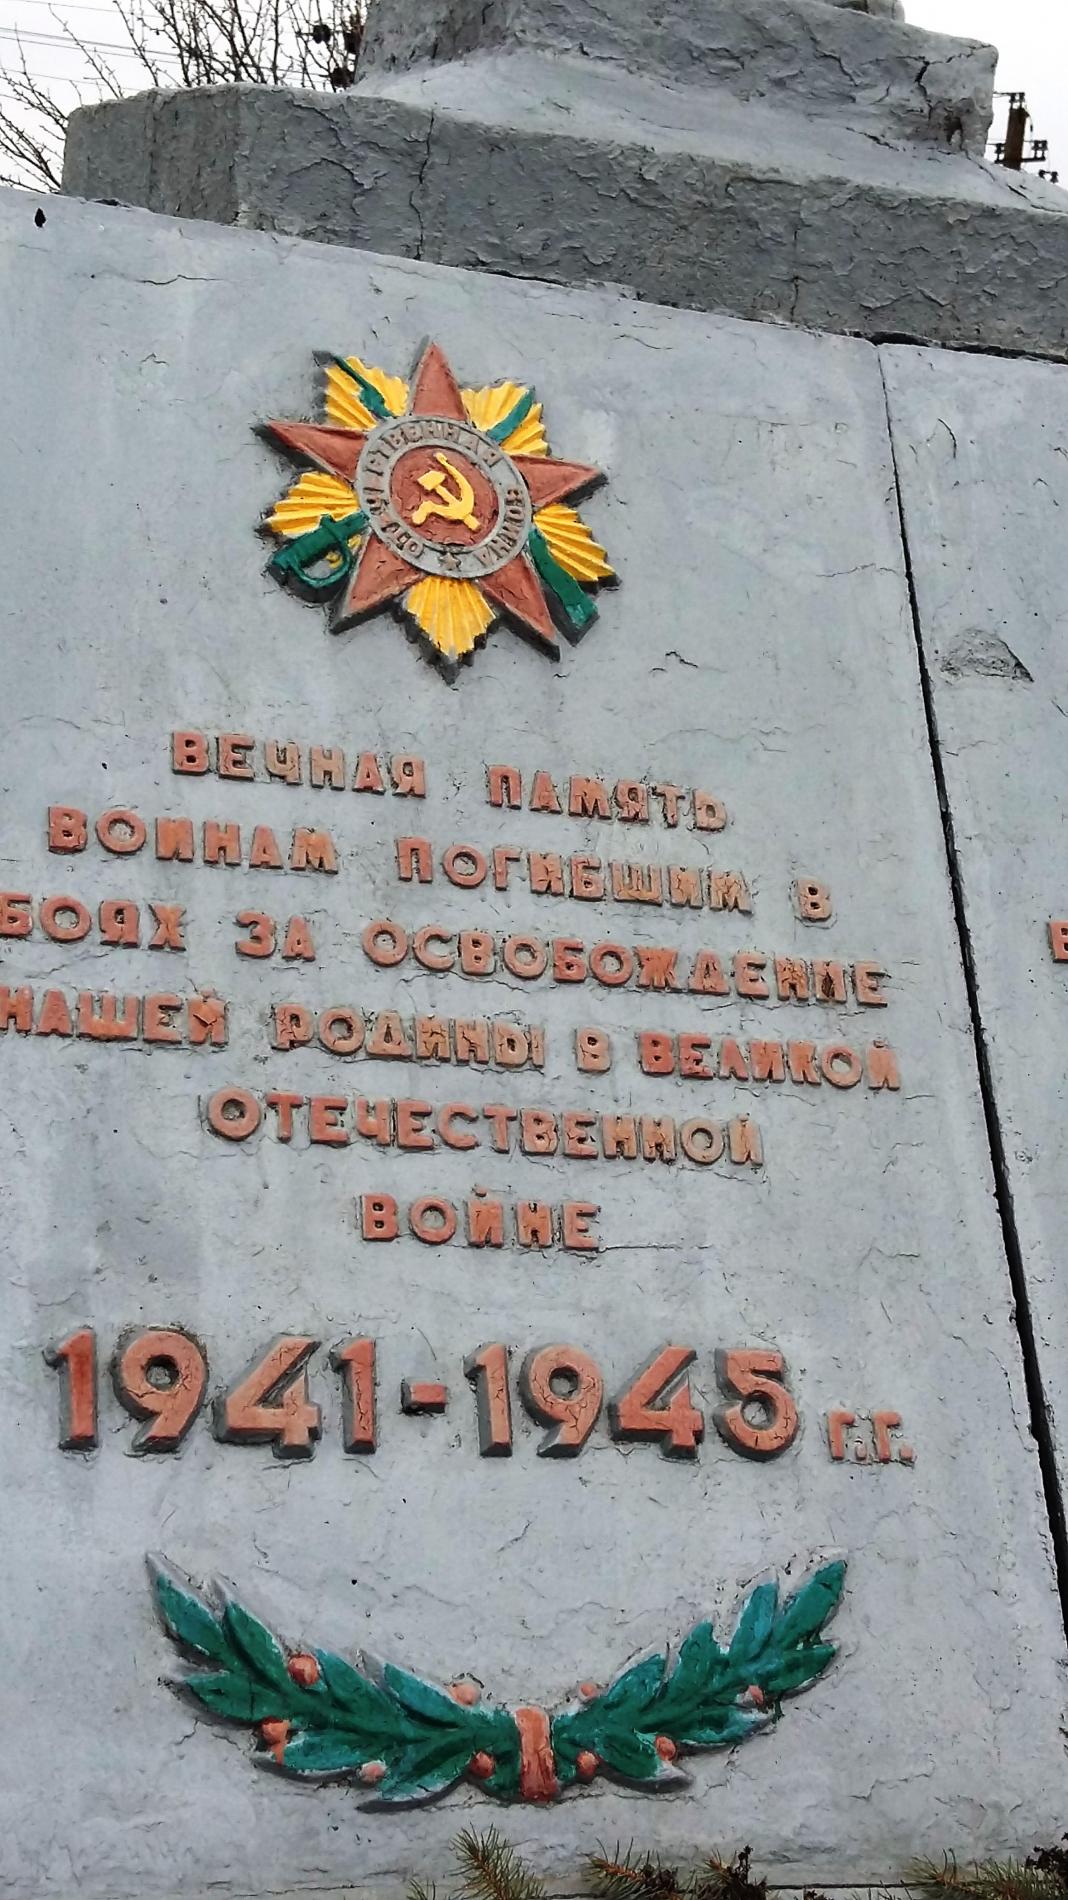 ОТЕЧЕСТВЕННАЯ ВОЙНА
ВЕЧНАЯ ПАМЯТЬ
ВОИНАМ ПОГИБШИМ В
БОЯХ ЗА ОСВОБОЖДЕНИЕ
НАШЕЙ РОДИНЫ В ВЕЛИКОЙ
ОТЕЧЕСТВЕННОЙ
ВОЙНЕ
1941-1945 г.г.